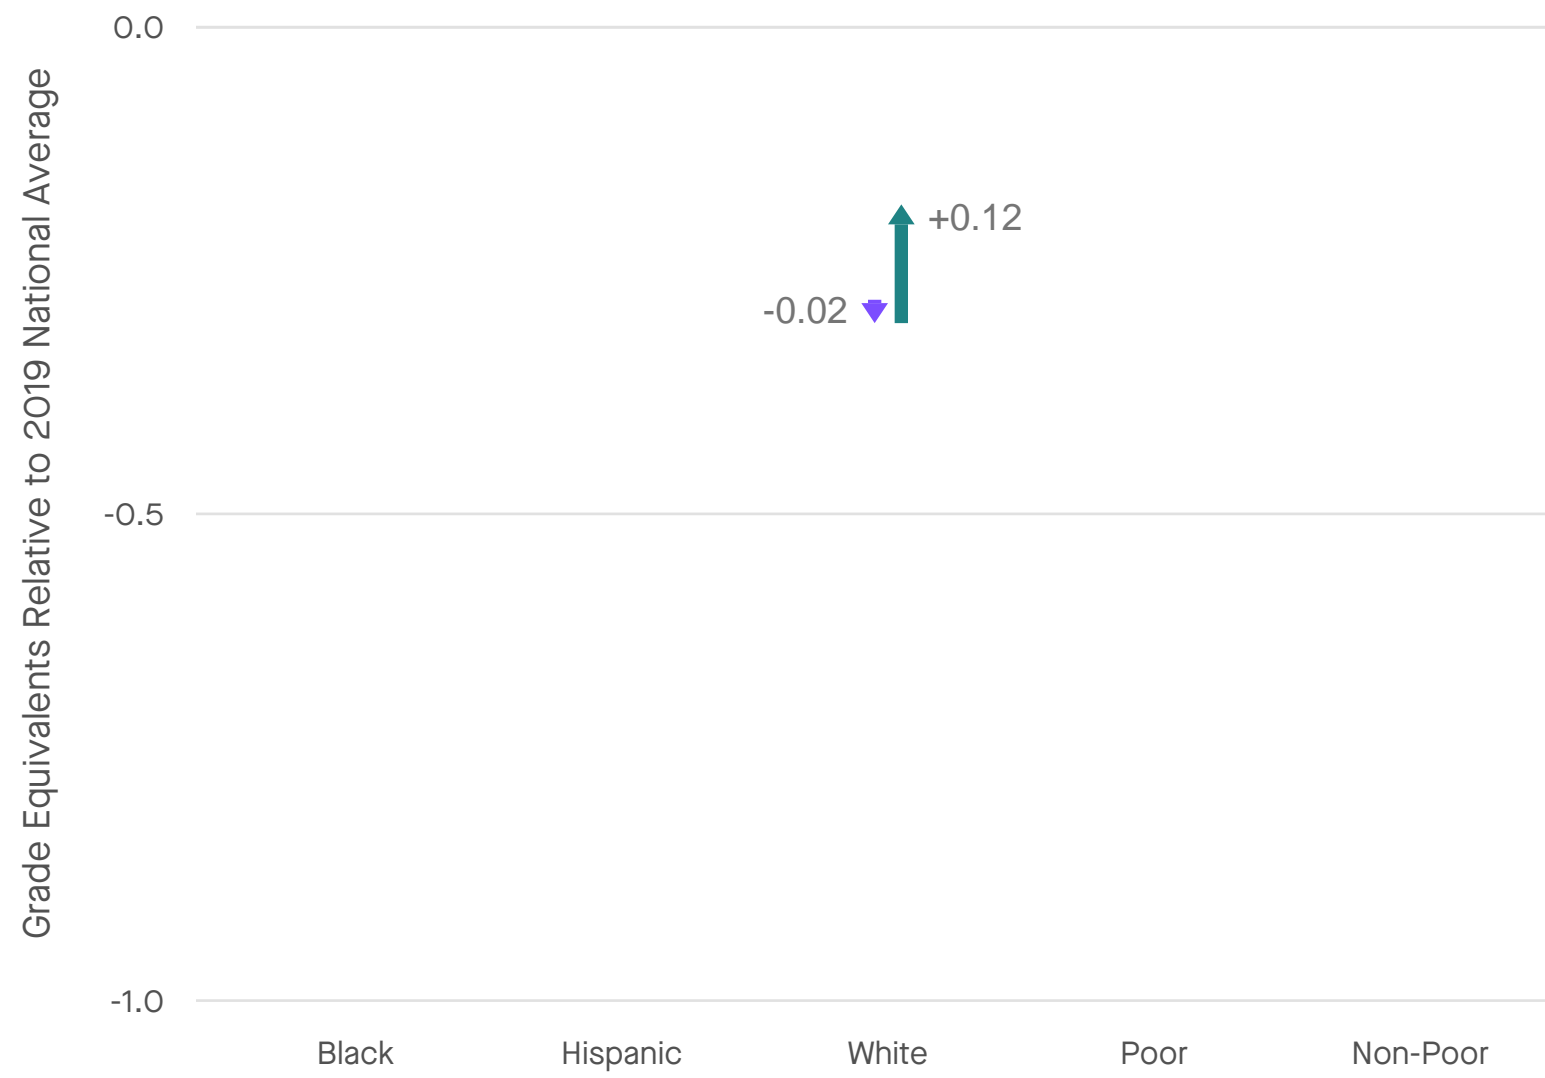 Grade Equivalents Relative to 2019 National Average
0.0
+0.12
-0.02
-0.5
-1.0
Black
Hispanic
White
Poor
Non-Poor